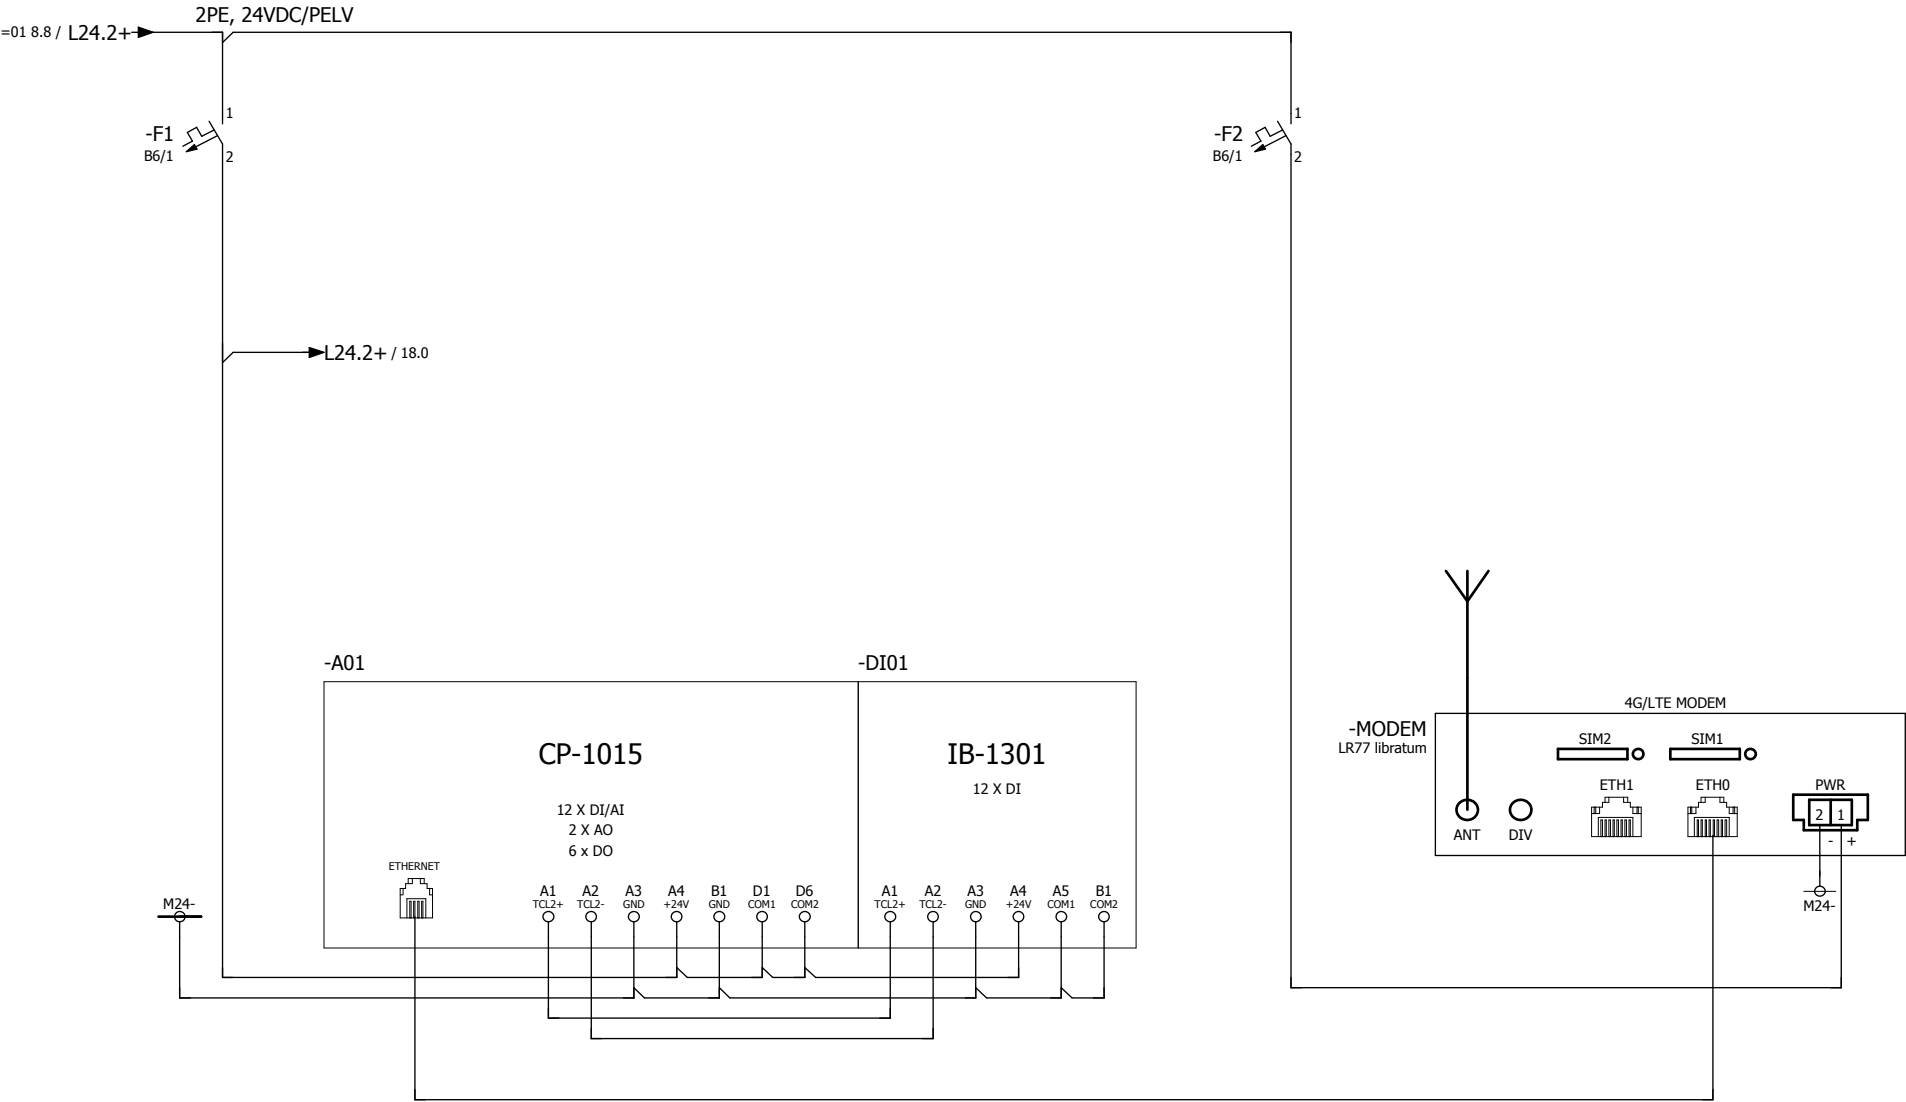 2PE, 24VDC/PELV
=01 8.8 / L24.2+
1
1
-F1
-F2
B6/1
B6/1
2
2
L24.2+ / 18.0
-A01
-DI01
4G/LTE MODEM
-MODEM
LR77 libratum
SIM2
SIM1
CP-1015
IB-1301
12 X DI
ETH1
ETH0
PWR
12 X DI/AI
2 X AO
6 x DO
2 1
ANT
DIV
- +
ETHERNET
A1 A2 A3 A4 B1 D1 D6
TCL2+ TCL2- GND +24V GND COM1 COM2
A1 A2 A3 A4 A5 B1
TCL2+ TCL2- GND +24V COM1 COM2
M24-
M24-